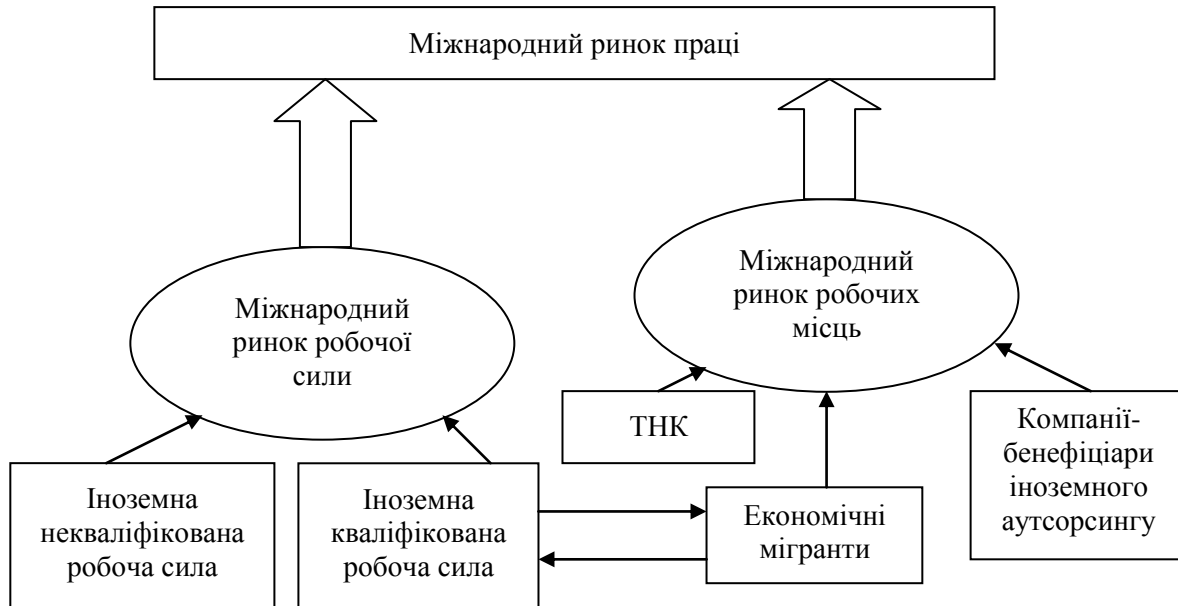 Міжнародний ринок праці
Міжнародний
ринок робочої
сили
Міжнародний
ринок робочих
місць
ТНК
Компанії-
бенефіціари
іноземного
аутсорсингу
Іноземна
некваліфікована
робоча сила
Іноземна
кваліфікована
робоча сила
Економічні
мігранти